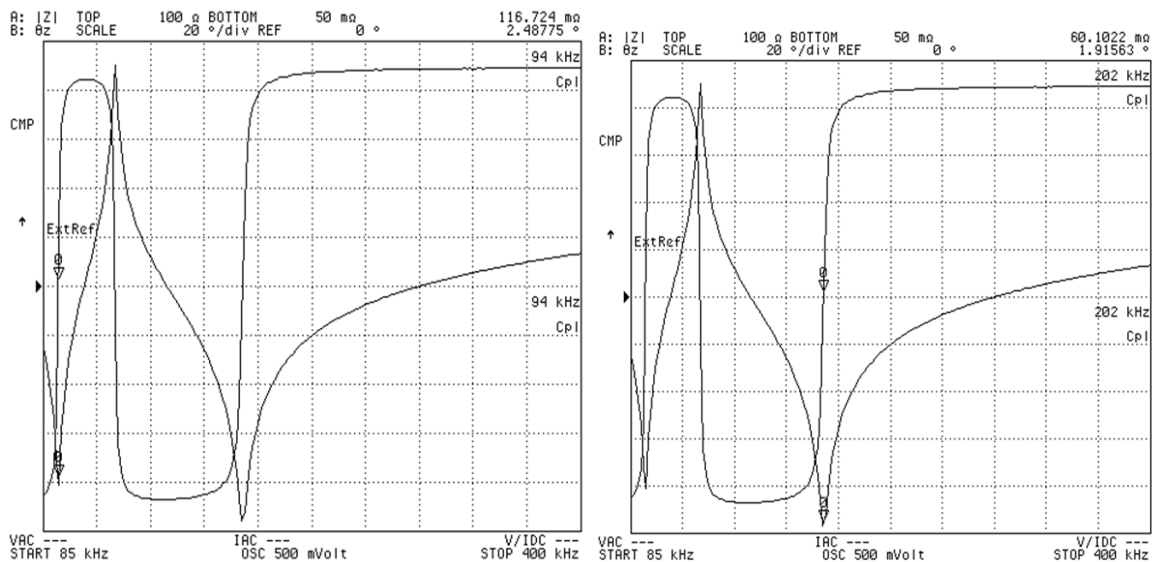 A: |Z| TOP 100 Ω BOTTOM 50 mΩ 116.724 mΩ
B: θz SCALE 20 °/div REF 0 ° 2.48775 °
94 kHz
Cpl
CMP
ExtRef
0
94 kHz
Cpl
0
VAC --- IAC --- V/IDC ---
START 85 kHz OSC 500 mVolt STOP 400 kHz
A: |Z| TOP 100 Ω BOTTOM 50 mΩ 60.1022 mΩ
B: θz SCALE 20 °/div REF 0 ° 1.91563 °
202 kHz
Cpl
CMP
ExtRef
0
202 kHz
Cpl
0
VAC --- IAC --- V/IDC ---
START 85 kHz OSC 500 mVolt STOP 400 kHz